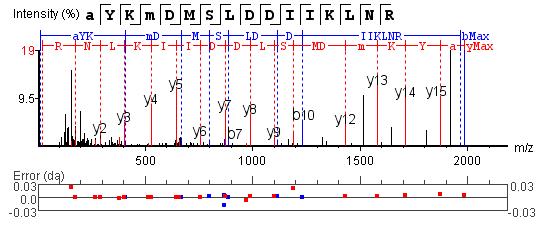 Intensity (%) aYKmDMSLDDIIKLNR
aYK mD M S LD D IIKLNR bMax
R N L K I I D D L S MD m K Y a yMax
19
9.5
y2 y3 y4 y5 y6 y7 b7 y8 y9 b10 y12 y13 y14 y15
500 1000 1500 2000 m/z
Error (da)
0.03 0.03
0.0 0.0
-0.03 -0.03